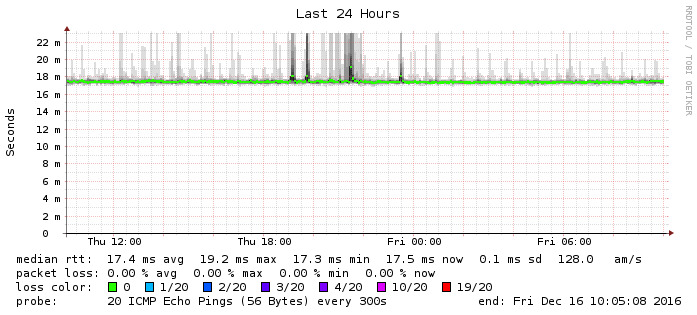 Last 24 Hours
RRDTOOL / TOBI OETIKER
Seconds
22 m
20 m
18 m
16 m
14 m
12 m
10 m
8 m
6 m
4 m
2 m
0
Thu 12:00 Thu 18:00 Fri 00:00 Fri 06:00
median rtt: 17.4 ms avg 19.2 ms max 17.3 ms min 17.5 ms now 0.1 ms sd 128.0 am/s
packet loss: 0.00 % avg 0.00 % max 0.00 % min 0.00 % now
loss color: 0 1/20 2/20 3/20 4/20 10/20 19/20
probe: 20 ICMP Echo Pings (56 Bytes) every 300s end: Fri Dec 16 10:05:08 2016